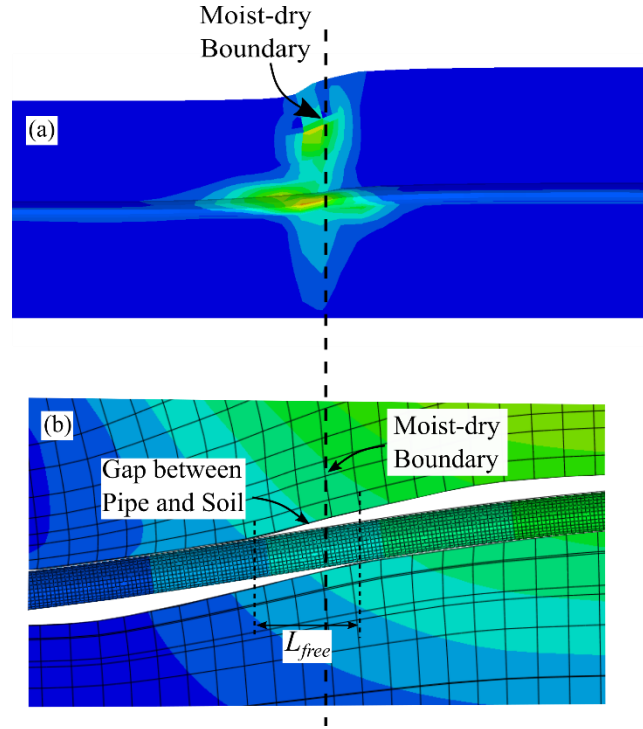 Moist-dry
Boundary
(a)
(b)
Moist-dry
Boundary
Gap between
Pipe and Soil
Lfree